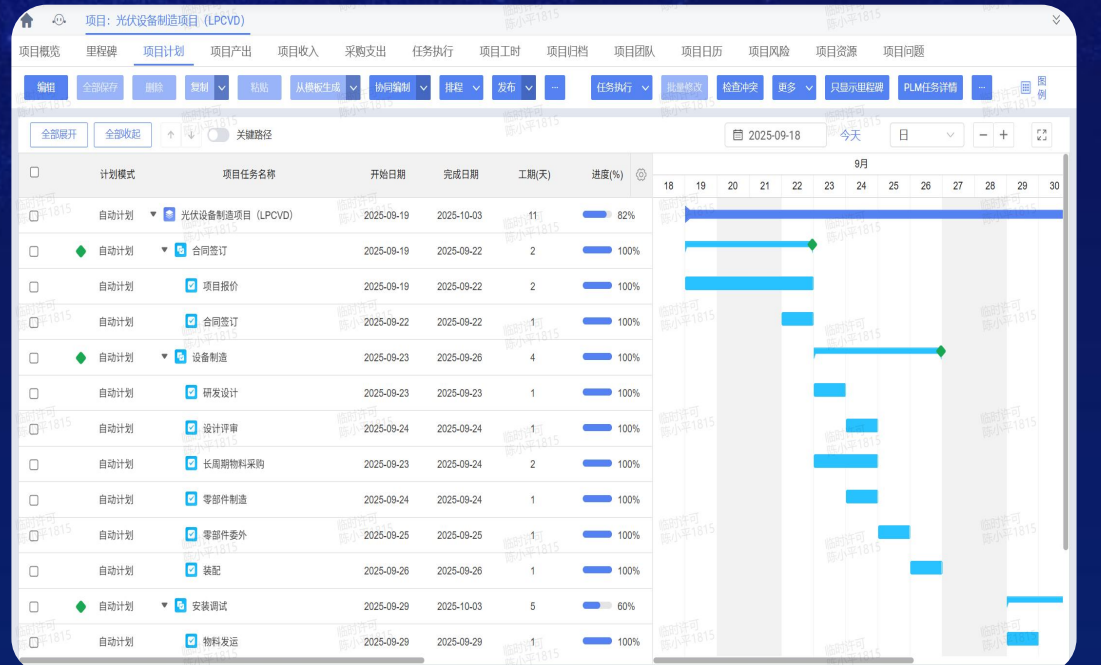 项目：光伏设备制造项目（LPCVD）
项目概览 里程碑 项目计划 项目产出 项目收入 采购支出 任务执行 项目工时 项目归档 项目团队 项目日历 项目风险 项目资源 项目问题
编辑 全部保存 删除 复制 粘贴 从模板生成 协同编制 排程 发布 ... 任务执行 批量修改 检查冲突 更多 只显示里程碑 PLM任务详情 ... 图例
全部展开 全部收起 关键路径 2025-09-18 今天 日
计划模式 项目任务名称 开始日期 完成日期 工期(天) 进度(%) 9月
18 19 20 21 22 23 24 25 26 27 28 29 30
自动计划 光伏设备制造项目（LPCVD） 2025-09-19 2025-10-03 11 82%
自动计划 合同签订 2025-09-19 2025-09-22 2 100%
自动计划 项目报价 2025-09-19 2025-09-22 2 100%
自动计划 合同签订 2025-09-22 2025-09-22 1 100%
自动计划 设备制造 2025-09-23 2025-09-26 4 100%
自动计划 研发设计 2025-09-23 2025-09-23 1 100%
自动计划 设计评审 2025-09-24 2025-09-24 1 100%
自动计划 长周期物料采购 2025-09-23 2025-09-24 2 100%
自动计划 零部件制造 2025-09-24 2025-09-24 1 100%
自动计划 零部件委外 2025-09-25 2025-09-25 1 100%
自动计划 装配 2025-09-26 2025-09-26 1 100%
自动计划 安装调试 2025-09-29 2025-10-03 5 60%
自动计划 物料发运 2025-09-29 2025-09-29 1 100%
临时许可
陈小平1815